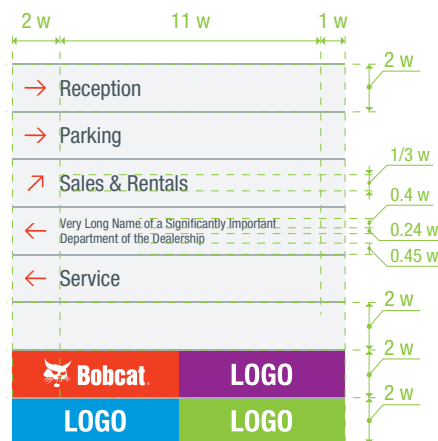 2 w 11 w 1 w
2 w
→ Reception
→ Parking
1/3 w
↗ Sales & Rentals
0.4 w
← Very Long Name of a Significantly Important
0.24 w
Department of the Dealership
0.45 w
← Service
2 w
2 w
Bobcat. LOGO
2 w
LOGO LOGO